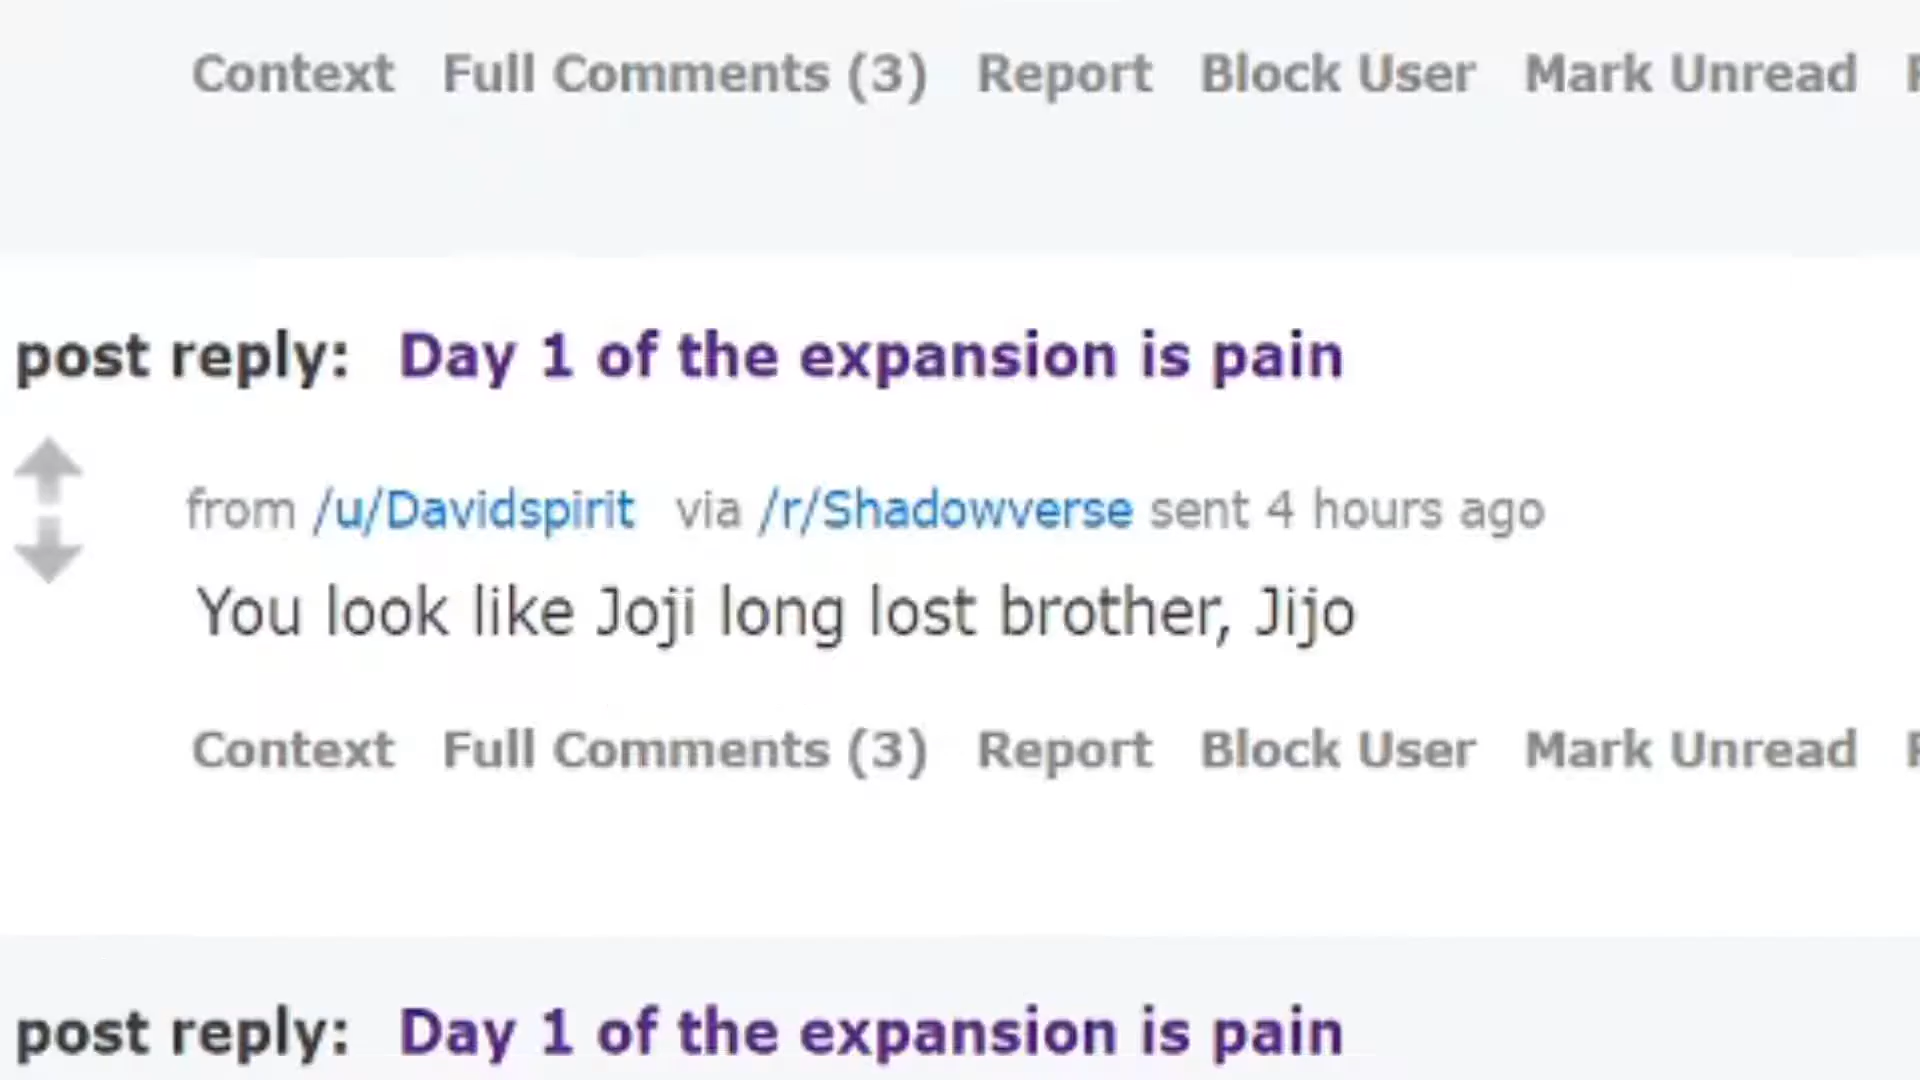 Context Full Comments (3) Report Block User Mark Unread
post reply: Day 1 of the expansion is pain
from /u/Davidspirit via /r/Shadowverse sent 4 hours ago
You look like Joji long lost brother, Jijo
Context Full Comments (3) Report Block User Mark Unread
post reply: Day 1 of the expansion is pain